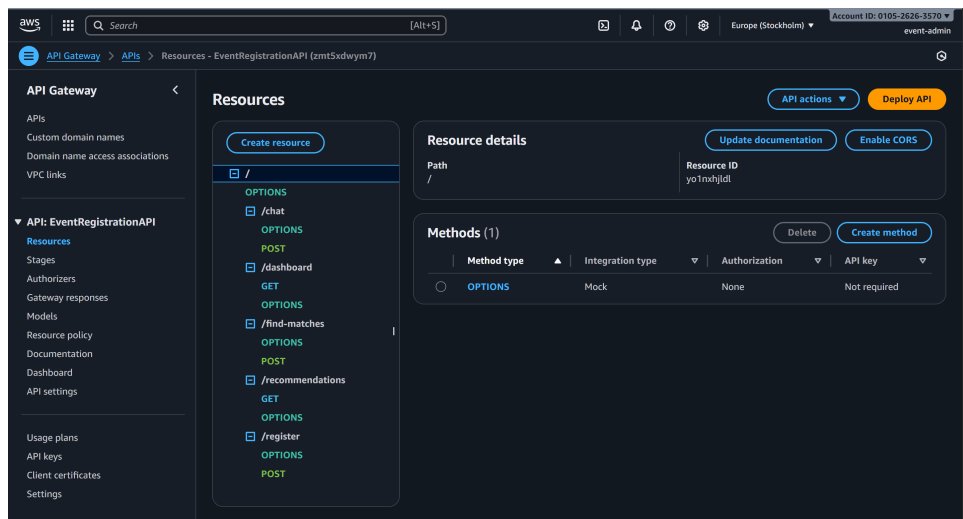 aws
Search
[Alt+S]
Europe (Stockholm) ▼
Account ID: 0105-2626-3570 ▼
event-admin
API Gateway > APIs > Resources - EventRegistrationAPI (zmt5xdwym7)
API Gateway
APIs
Custom domain names
Domain name access associations
VPC links
▼ API: EventRegistrationAPI
Resources
Stages
Authorizers
Gateway responses
Models
Resource policy
Documentation
Dashboard
API settings
Usage plans
API keys
Client certificates
Settings
Resources
API actions ▼
Deploy API
Create resource
/
OPTIONS
/chat
OPTIONS
POST
/dashboard
GET
OPTIONS
/find-matches
OPTIONS
POST
/recommendations
GET
OPTIONS
/register
OPTIONS
POST
Resource details
Update documentation
Enable CORS
Path
/
Resource ID
yo1nxhjldl
Methods (1)
Delete
Create method
Method type Integration type Authorization API key
OPTIONS Mock None Not required